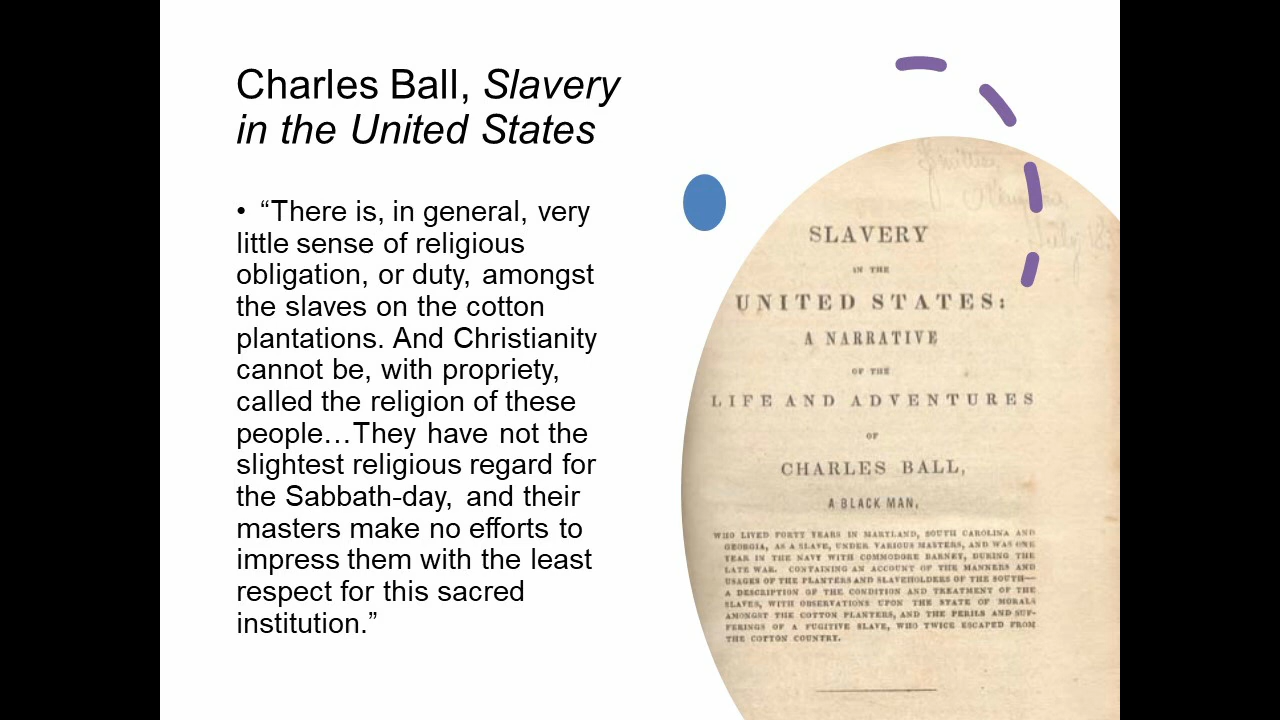 Charles Ball, Slavery
in the United States
• “There is, in general, very
little sense of religious
obligation, or duty, amongst
the slaves on the cotton
plantations. And Christianity
cannot be, with propriety,
called the religion of these
people…They have not the
slightest religious regard for
the Sabbath-day, and their
masters make no efforts to
impress them with the least
respect for this sacred
institution.”
SLAVERY
IN THE
UNITED STATES:
A NARRATIVE
OF THE
LIFE AND ADVENTURES
OF
CHARLES BALL,
A BLACK MAN,
WHO LIVED FORTY YEARS IN MARYLAND, SOUTH CAROLINA AND
GEORGIA, AS A SLAVE, UNDER VARIOUS MASTERS, AND WAS ONE
YEAR IN THE NAVY WITH COMMODORE BARNEY, DURING THE
LATE WAR. CONTAINING AN ACCOUNT OF THE MANNERS AND
USAGES OF THE PLANTERS AND SLAVEHOLDERS OF THE SOUTH—
A DESCRIPTION OF THE CONDITION AND TREATMENT OF THE
SLAVES, WITH OBSERVATIONS UPON THE STATE OF MORALS
AMONGST THE COTTON PLANTERS, AND THE PERILS AND SUF-
FERINGS OF A FUGITIVE SLAVE, WHO TWICE ESCAPED FROM
THE COTTON COUNTRY.